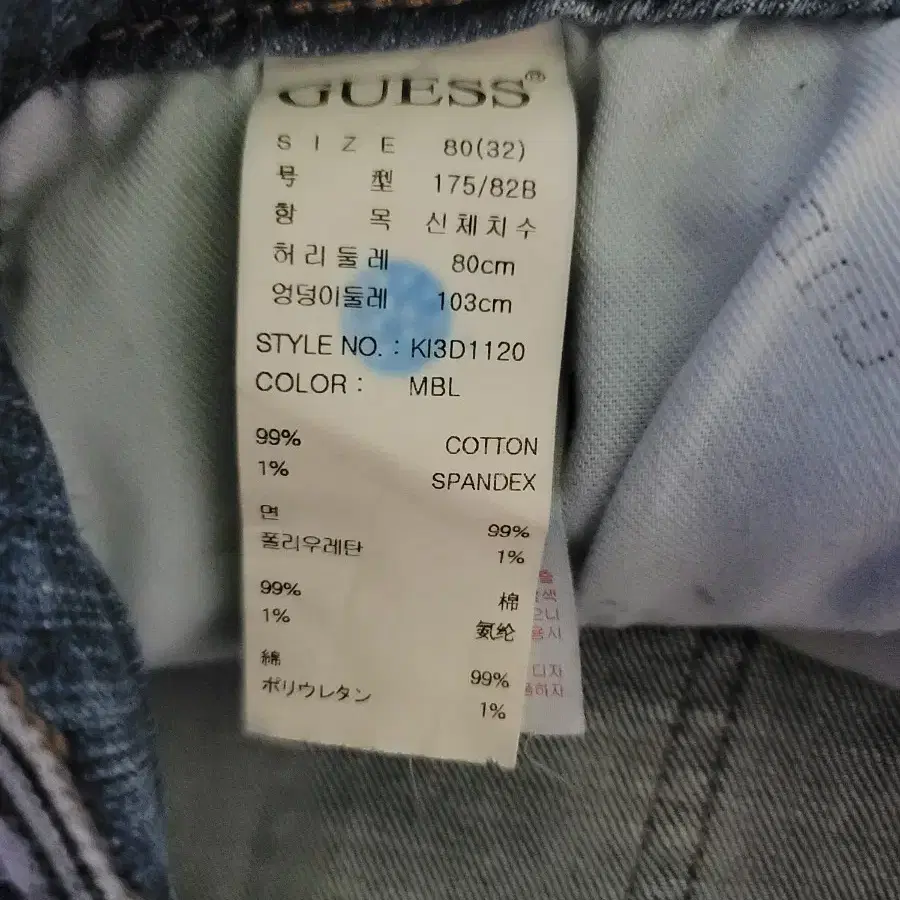 GUESS®
SIZE 80(32)
号型 175/82B
항목 신체치수
허리둘레 80cm
엉덩이둘레 103cm
STYLE NO. : KI3D1120
COLOR : MBL
99% COTTON
1% SPANDEX
면 99%
폴리우레탄 1%
99% 棉
1% 氨纶
綿 99%
ポリウレタン 1%